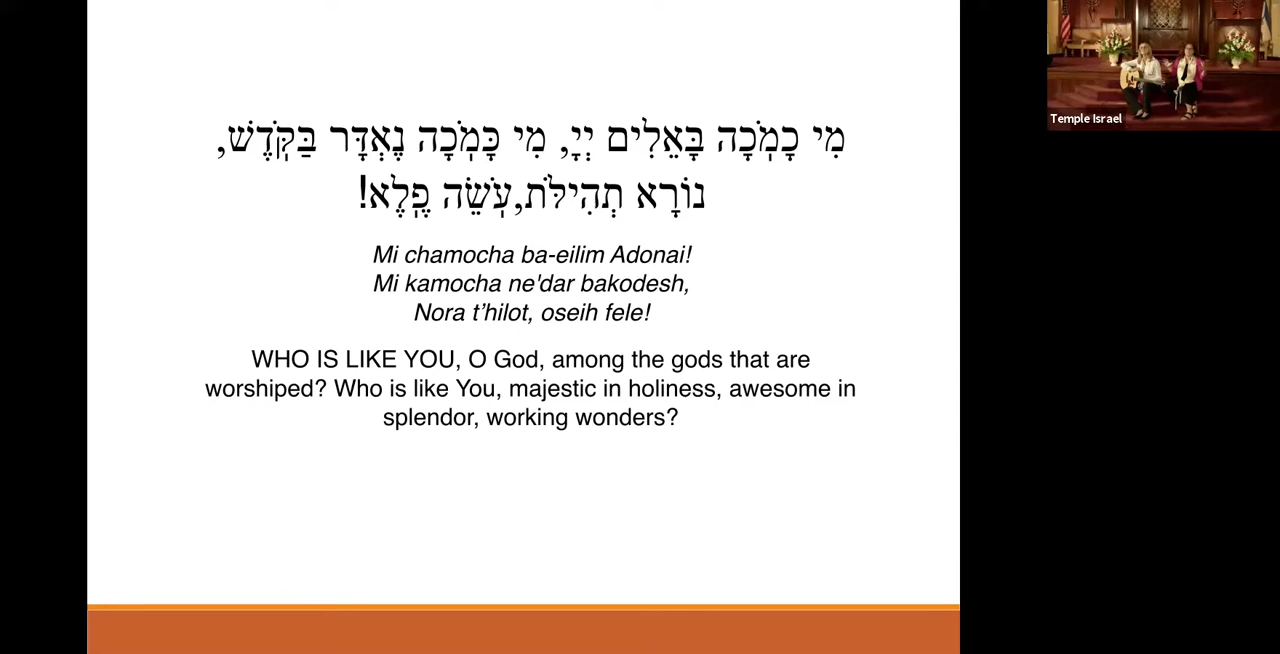 מִי כָמְֹכָה בָּאֵלִים יְיָ, מִי כָּמְֹכָה נֶאְדָּר בַּקֹּֽדֶשׁ,
נוֹרָא תְהִילֹּת,עֹֽשֵׂה פֶֽלֶא!
Mi chamocha ba-eilim Adonai!
Mi kamocha ne'dar bakodesh,
Nora t’hilot, oseih fele!
WHO IS LIKE YOU, O God, among the gods that are
worshiped? Who is like You, majestic in holiness, awesome in
splendor, working wonders?
Temple Israel